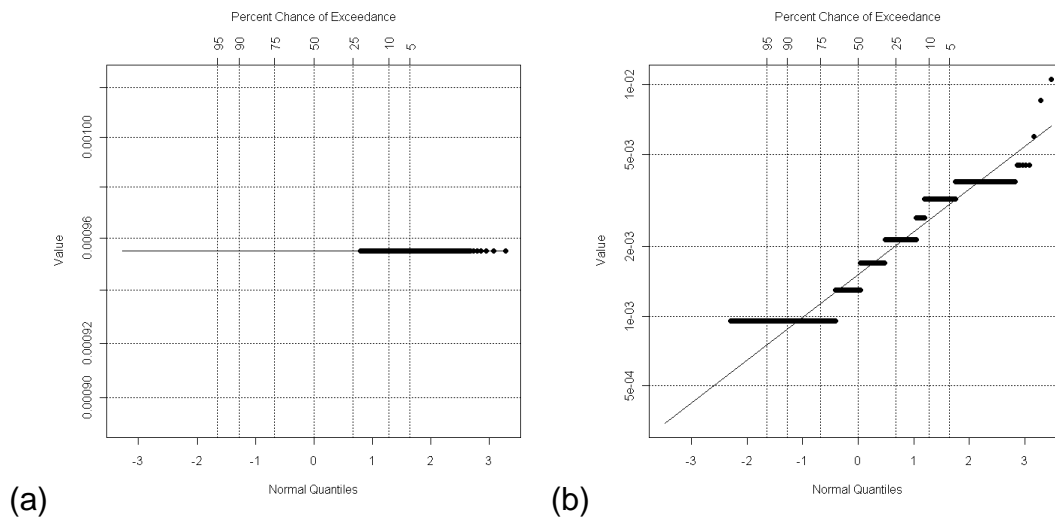 Percent Chance of Exceedance
95 90 75 50 25 10 5
0.00100
0.00096
0.00092
0.00090
Value
-3 -2 -1 0 1 2 3
Normal Quantiles
(a)
Percent Chance of Exceedance
95 90 75 50 25 10 5
1e-02
5e-03
2e-03
1e-03
5e-04
Value
-3 -2 -1 0 1 2 3
Normal Quantiles
(b)